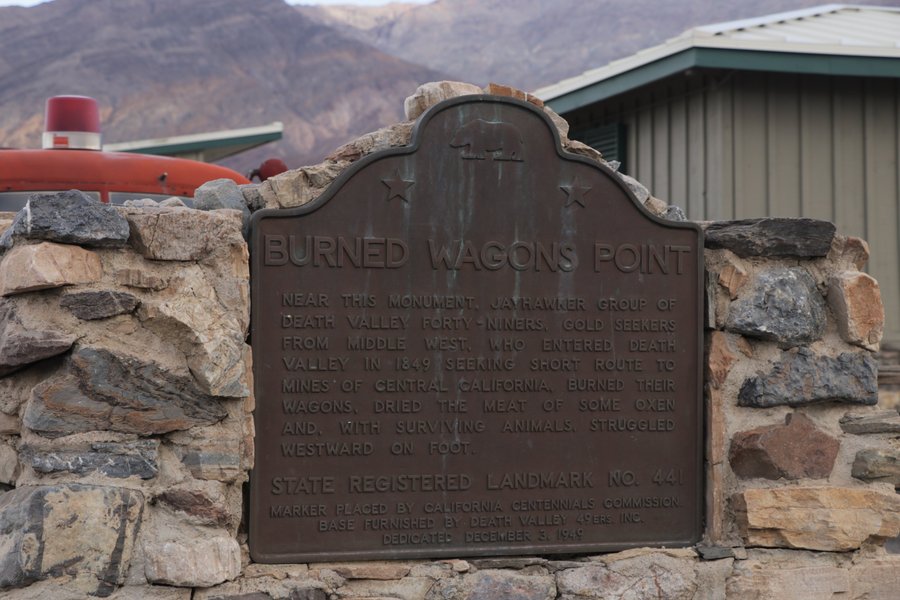 BURNED WAGONS POINT
NEAR THIS MONUMENT, JAYHAWKER GROUP OF
DEATH VALLEY FORTY-NINERS, GOLD SEEKERS
FROM MIDDLE WEST, WHO ENTERED DEATH
VALLEY IN 1849 SEEKING SHORT ROUTE TO
MINES OF CENTRAL CALIFORNIA, BURNED THEIR
WAGONS, DRIED THE MEAT OF SOME OXEN
AND, WITH SURVIVING ANIMALS, STRUGGLED
WESTWARD ON FOOT.
STATE REGISTERED LANDMARK NO. 441
MARKER PLACED BY CALIFORNIA CENTENNIALS COMMISSION.
BASE FURNISHED BY DEATH VALLEY 49ERS, INC.
DEDICATED DECEMBER 3, 1949